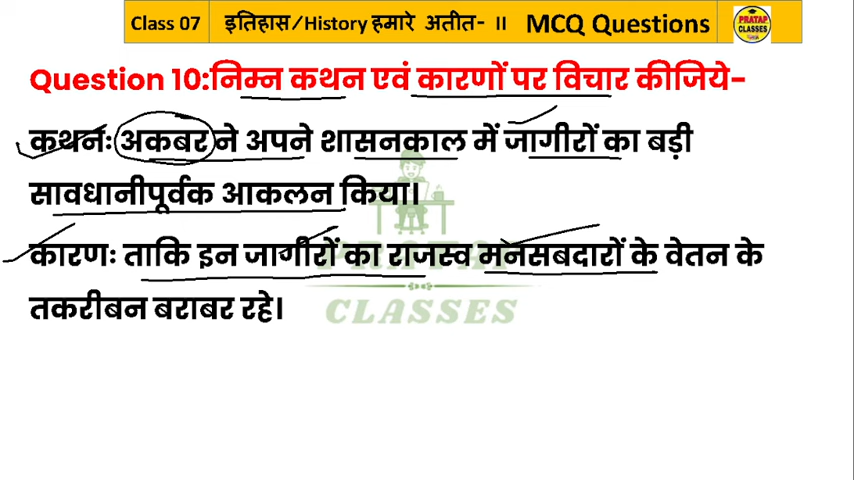 Class 07 इतिहास/History हमारे अतीत- II MCQ Questions
PRATAP CLASSES
Question 10:निम्न कथन एवं कारणों पर विचार कीजिये-
कथनः अकबर ने अपने शासनकाल में जागीरों का बड़ी
सावधानीपूर्वक आकलन किया।
कारणः ताकि इन जागीरों का राजस्व मनसबदारों के वेतन के
तकरीबन बराबर रहे।
PRATAP
CLASSES